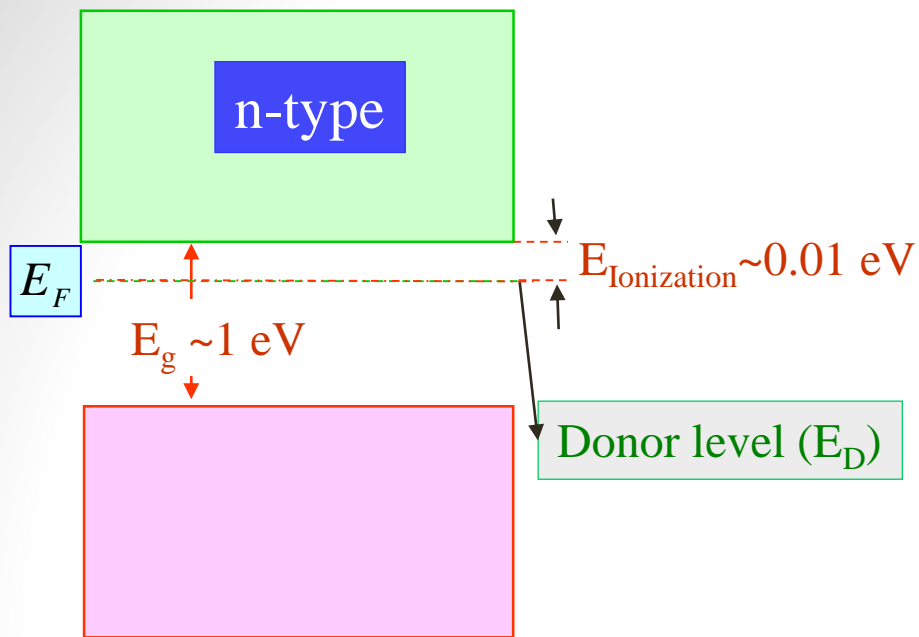 n-type
E_F
E_Ionization~0.01 eV
E_g ~1 eV
Donor level (E_D)